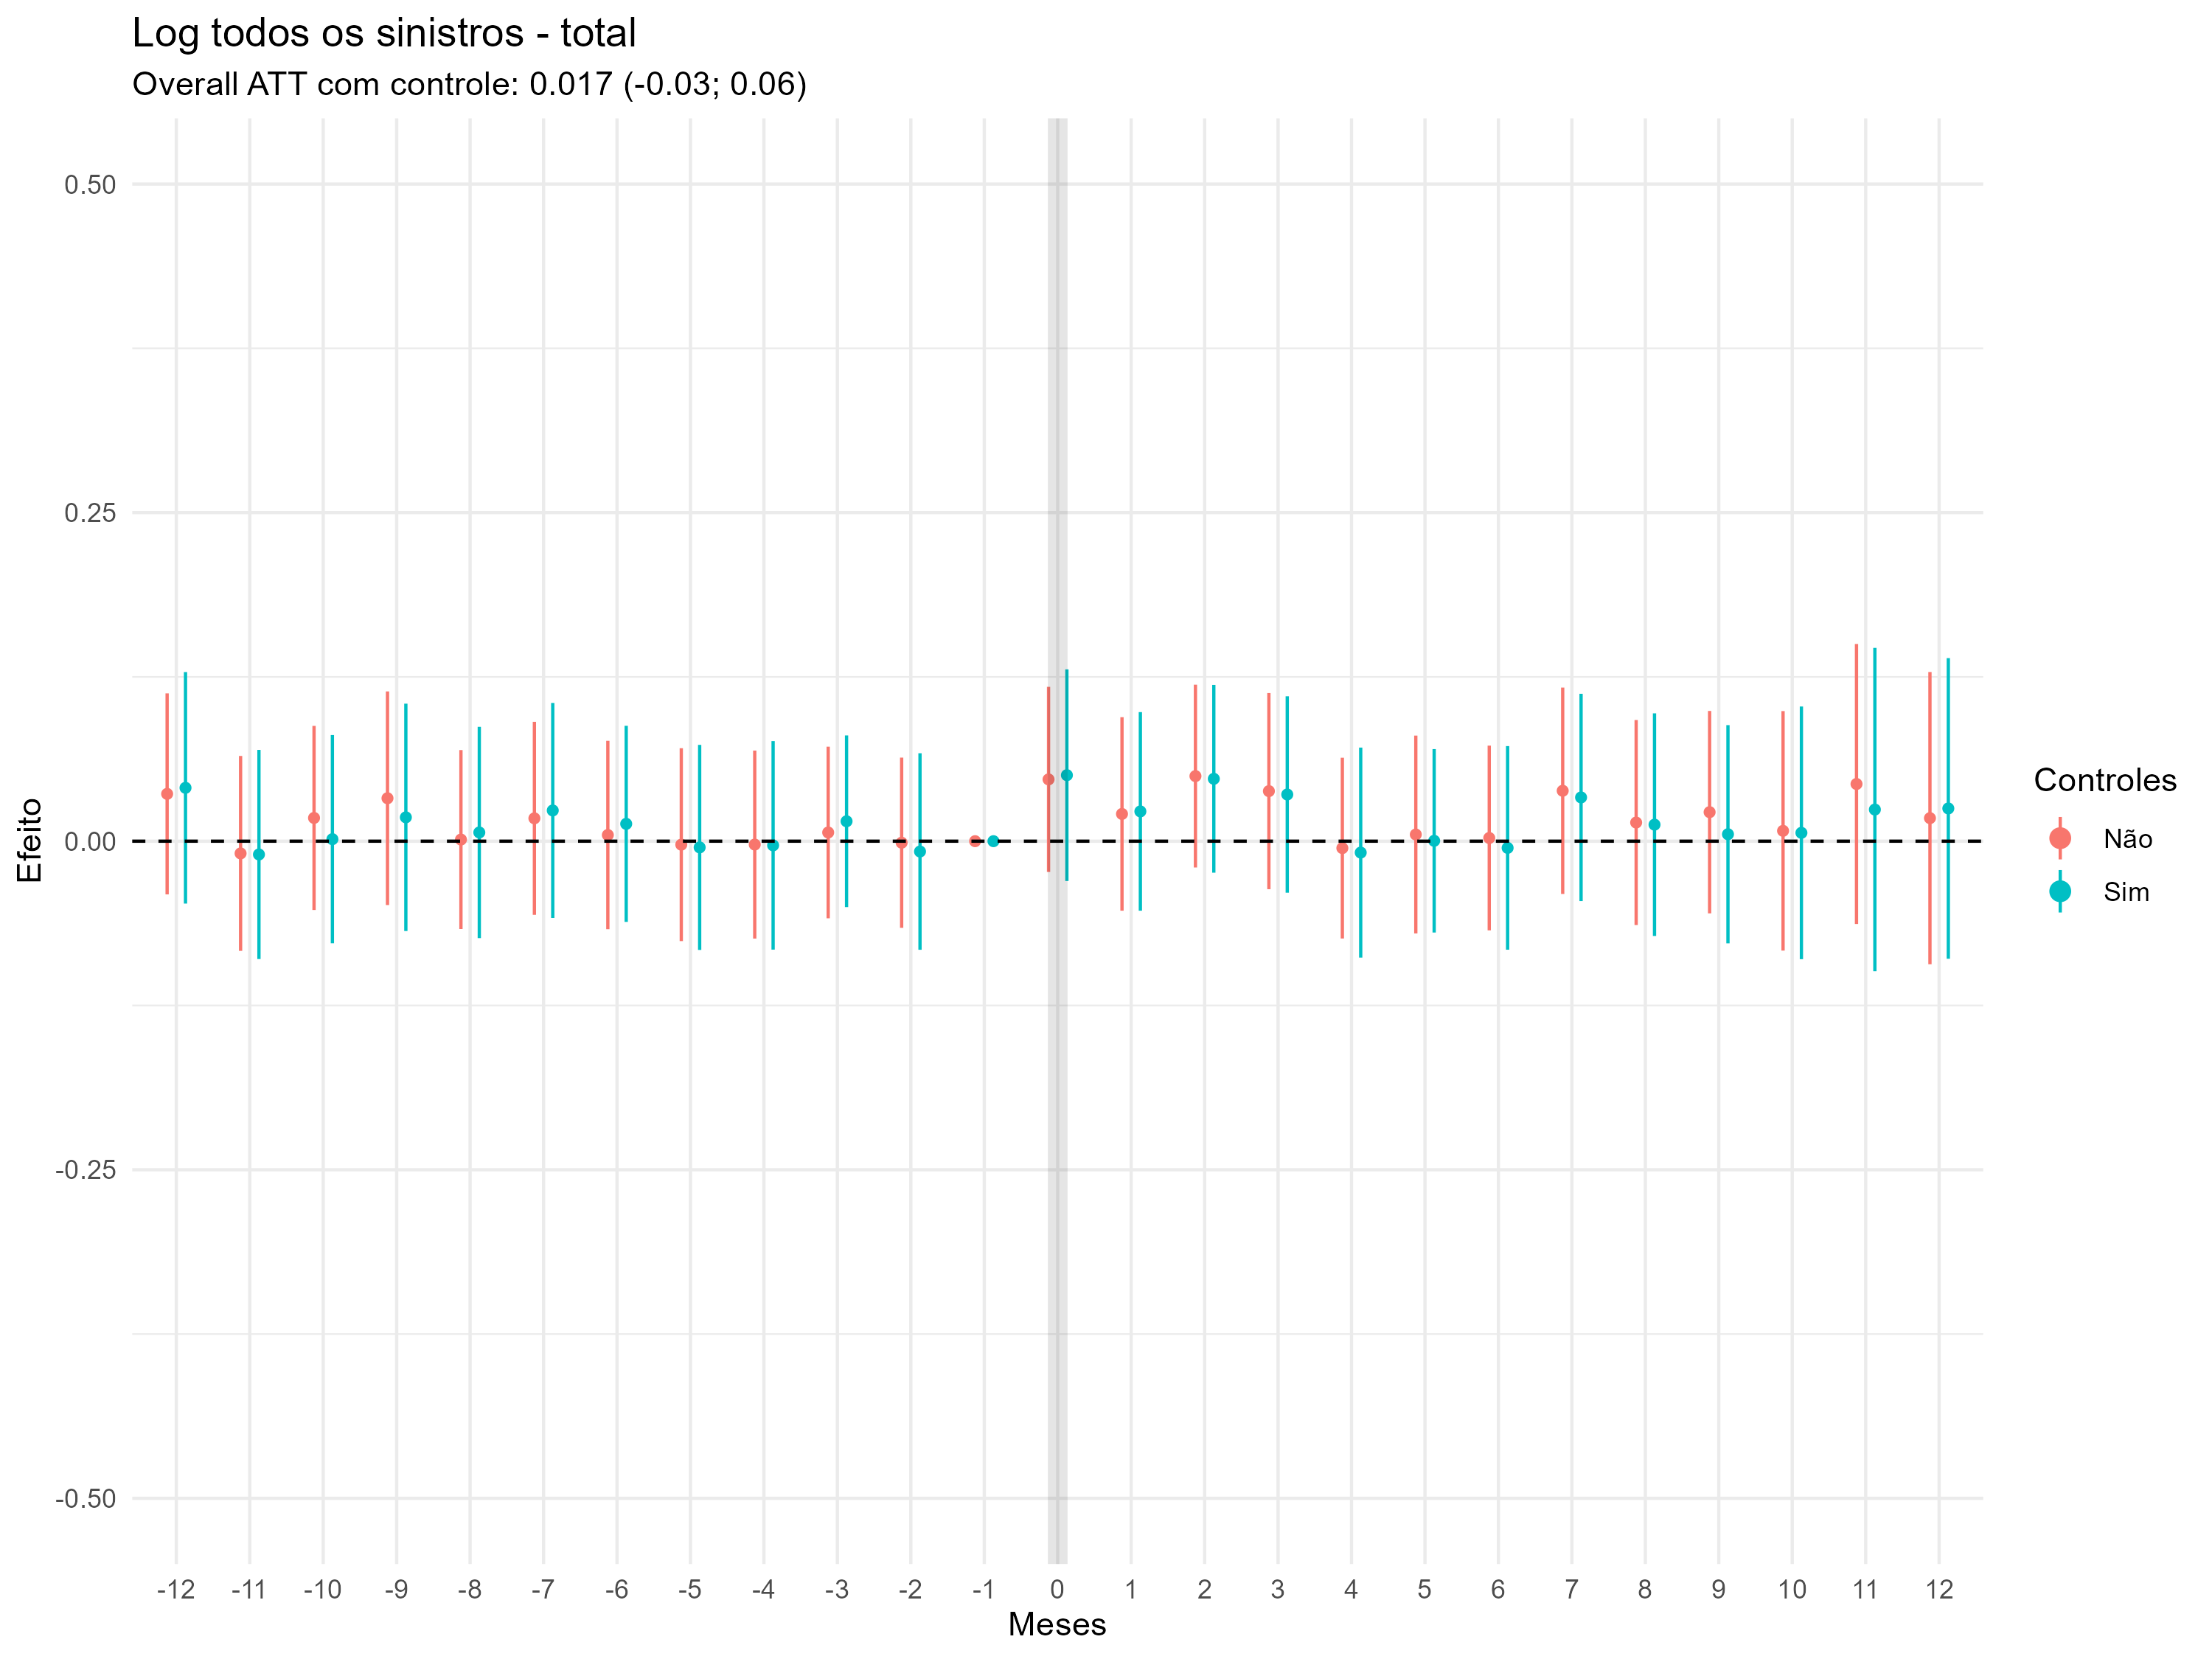 Log todos os sinistros - total
Overall ATT com controle: 0.017 (-0.03; 0.06)
0.50
0.25
0.00
-0.25
-0.50
Efeito
-12 -11 -10 -9 -8 -7 -6 -5 -4 -3 -2 -1 0 1 2 3 4 5 6 7 8 9 10 11 12
Meses
Controles
Não
Sim